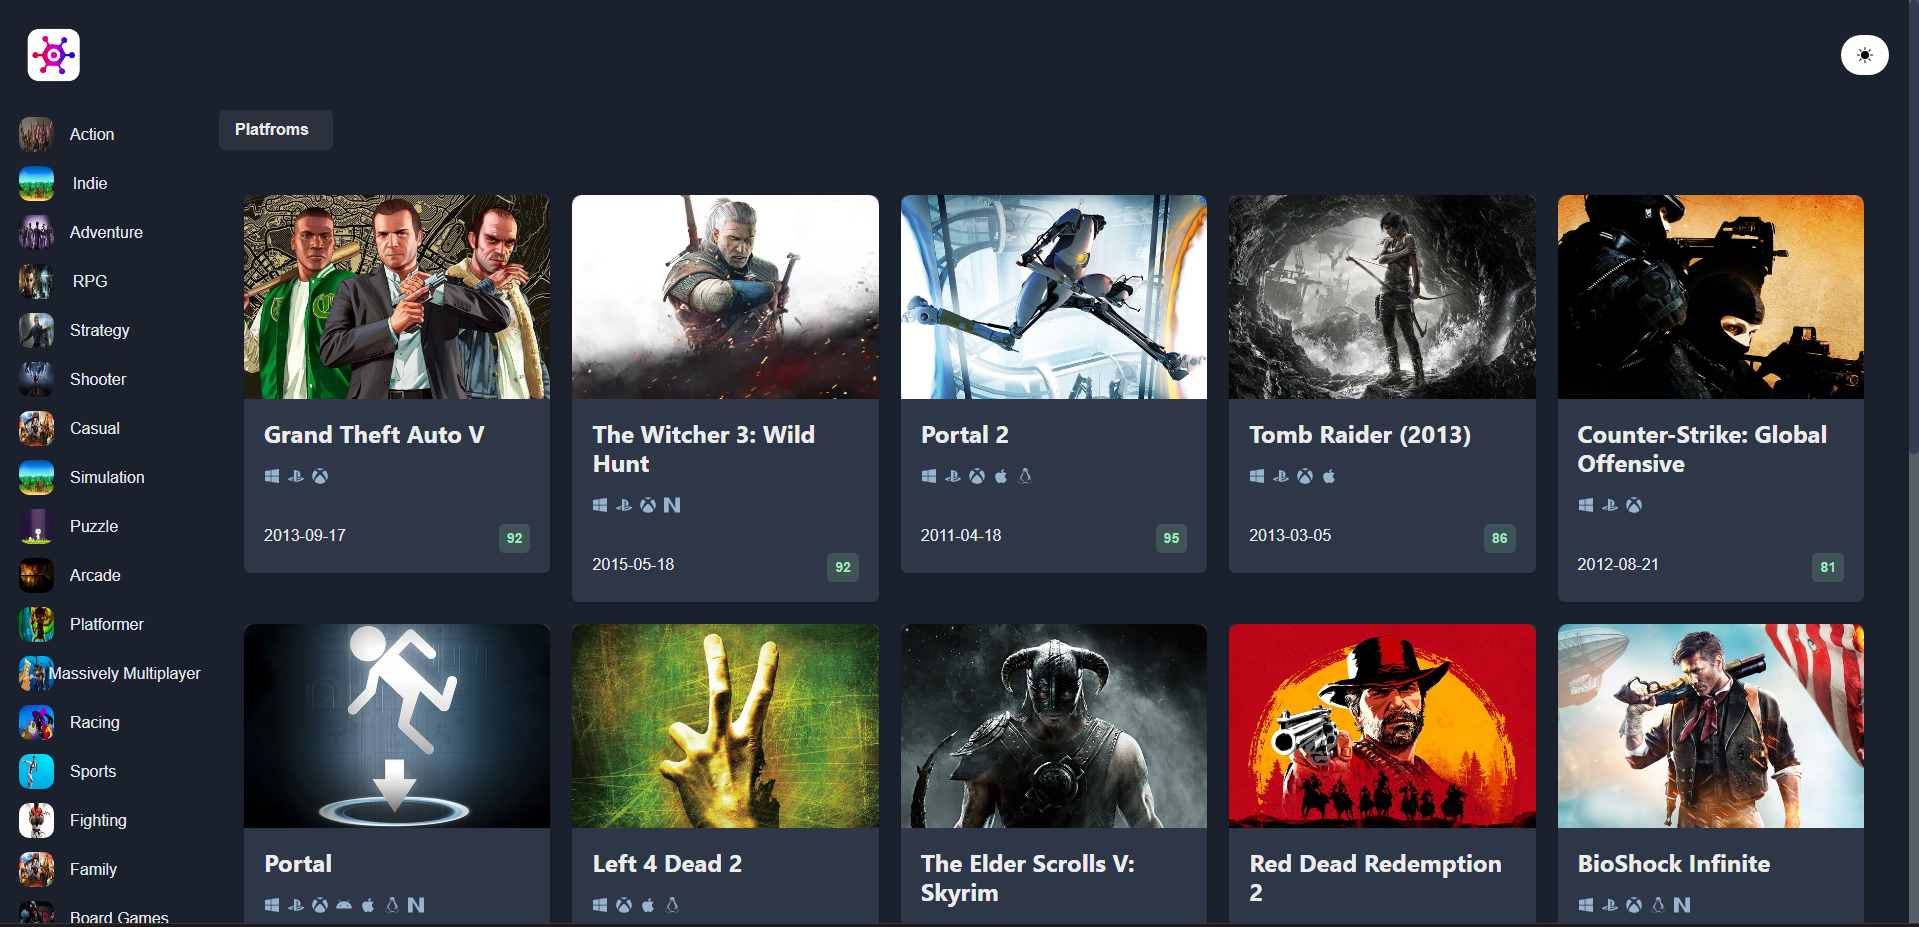 Platfroms
Action
Indie
Adventure
RPG
Strategy
Shooter
Casual
Simulation
Puzzle
Arcade
Platformer
Massively Multiplayer
Racing
Sports
Fighting
Family
Board Games
Grand Theft Auto V
2013-09-17
92
The Witcher 3: Wild
Hunt
2015-05-18
92
Portal 2
2011-04-18
95
Tomb Raider (2013)
2013-03-05
86
Counter-Strike: Global
Offensive
2012-08-21
81
Portal
Left 4 Dead 2
The Elder Scrolls V:
Skyrim
Red Dead Redemption
2
BioShock Infinite